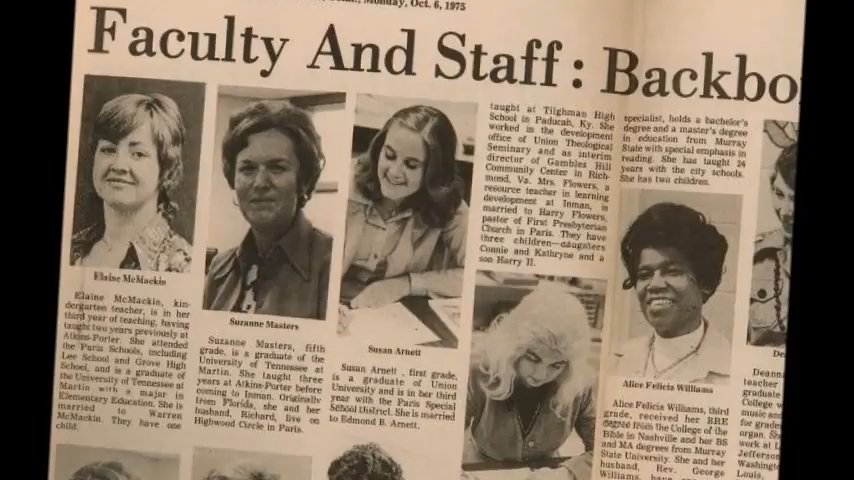 Monday, Oct. 6, 1975
Faculty And Staff: Backbo
Elaine McMackin
Elaine McMackin, kin-
dergarten teacher, is in her
third year of teaching, having
taught two years previously at
Atkins-Porter. She attended
the Paris Schools, including
Lee School and Grove High
School, and is a graduate of
the University of Tennessee at
Martin with a major in
Elementary Education. She is
married to Warren
McMackin. They have one
child.
Suzanne Masters
Suzanne Masters, fifth
grade, is a graduate of the
University of Tennessee at
Martin. She taught three
years at Atkins-Porter before
coming to Inman. Originally
from Florida, she and her
husband, Richard, live on
Highwood Circle in Paris.
Susan Arnett
Susan Arnett, first grade,
is a graduate of Union
University and is in her third
year with the Paris Special
School District. She is married
to Edmond B. Arnett.
taught at Tilghman High
School in Paducah, Ky. She
worked in the development
office of Union Theological
Seminary and as interim
director of Gambles Hill
Community Center in Rich-
mond, Va. Mrs. Flowers, a
resource teacher in learning
development at Inman, is
married to Harry Flowers,
pastor of First Presbyterian
Church in Paris. They have
three children—daughters
Connie and Kathryne and a
son Harry II.
specialist, holds a bachelor's
degree and a master's degree
in education from Murray
State with special emphasis in
reading. She has taught 24
years with the city schools.
She has two children.
Alice Felicia Williams
Alice Felicia Williams, third
grade, received her BRE
degree from the College of the
Bible in Nashville and her BS
and MA degrees from Murray
State University. She and her
husband, Rev. George
Williams, have
De
Deann
teacher
graduate
College
music and
for grade
organ. Sh
work at L
Jefferson
Washingt
Louis.